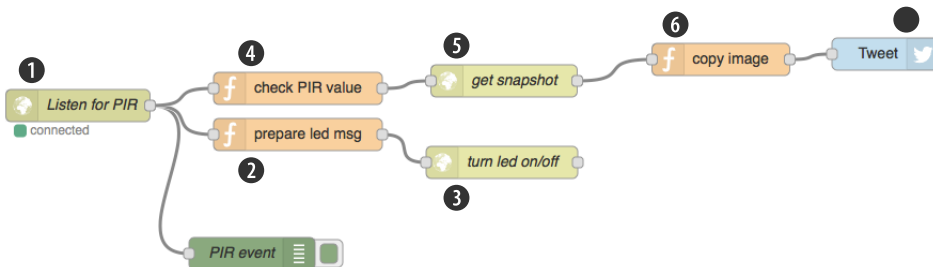 6
5
Tweet
4
copy image
1
check PIR value
get snapshot
Listen for PIR
connected
prepare led msg
turn led on/off
2
3
PIR event